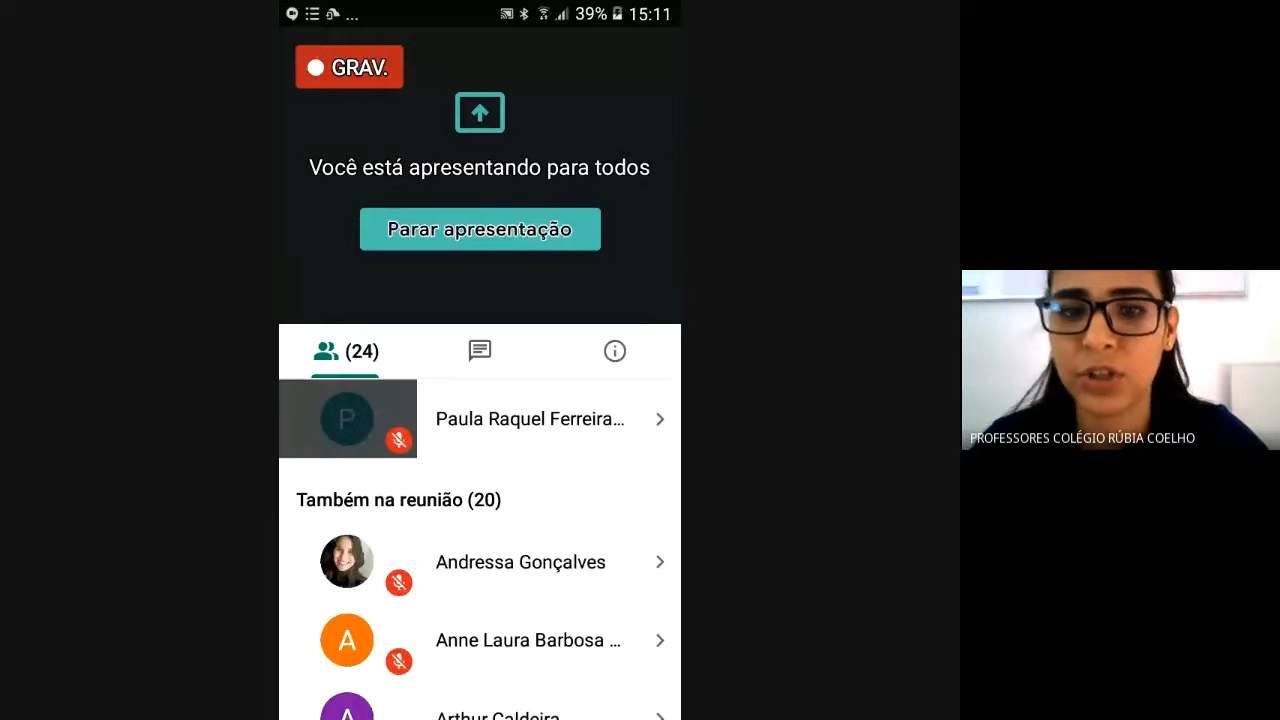 ... 39% 15:11
GRAV.
Você está apresentando para todos
Parar apresentação
(24)
P
Paula Raquel Ferreira...
Também na reunião (20)
Andressa Gonçalves
A
Anne Laura Barbosa ...
A
Arthur Caldeira
PROFESSORES COLÉGIO RÚBIA COELHO